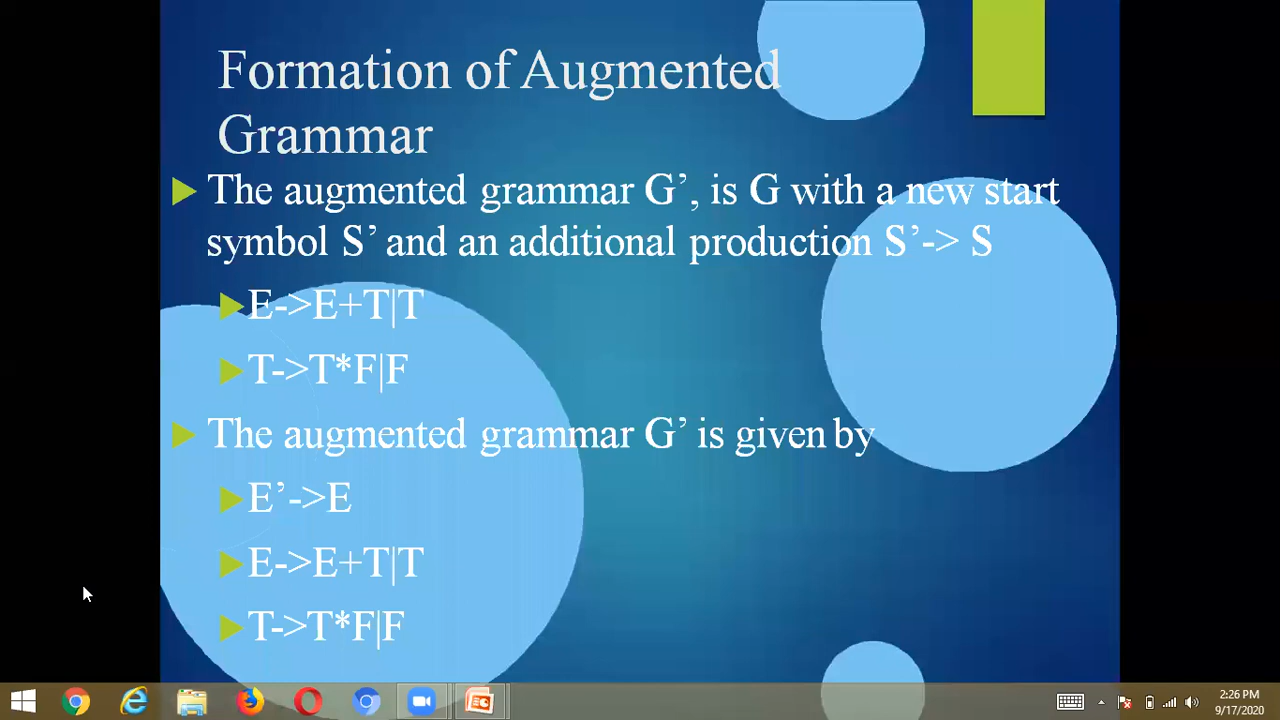 Formation of Augmented
Grammar
The augmented grammar G’, is G with a new start
symbol S’ and an additional production S’-> S
E->E+T|T
T->T*F|F
The augmented grammar G’ is given by
E’->E
E->E+T|T
T->T*F|F
2:26 PM
9/17/2020